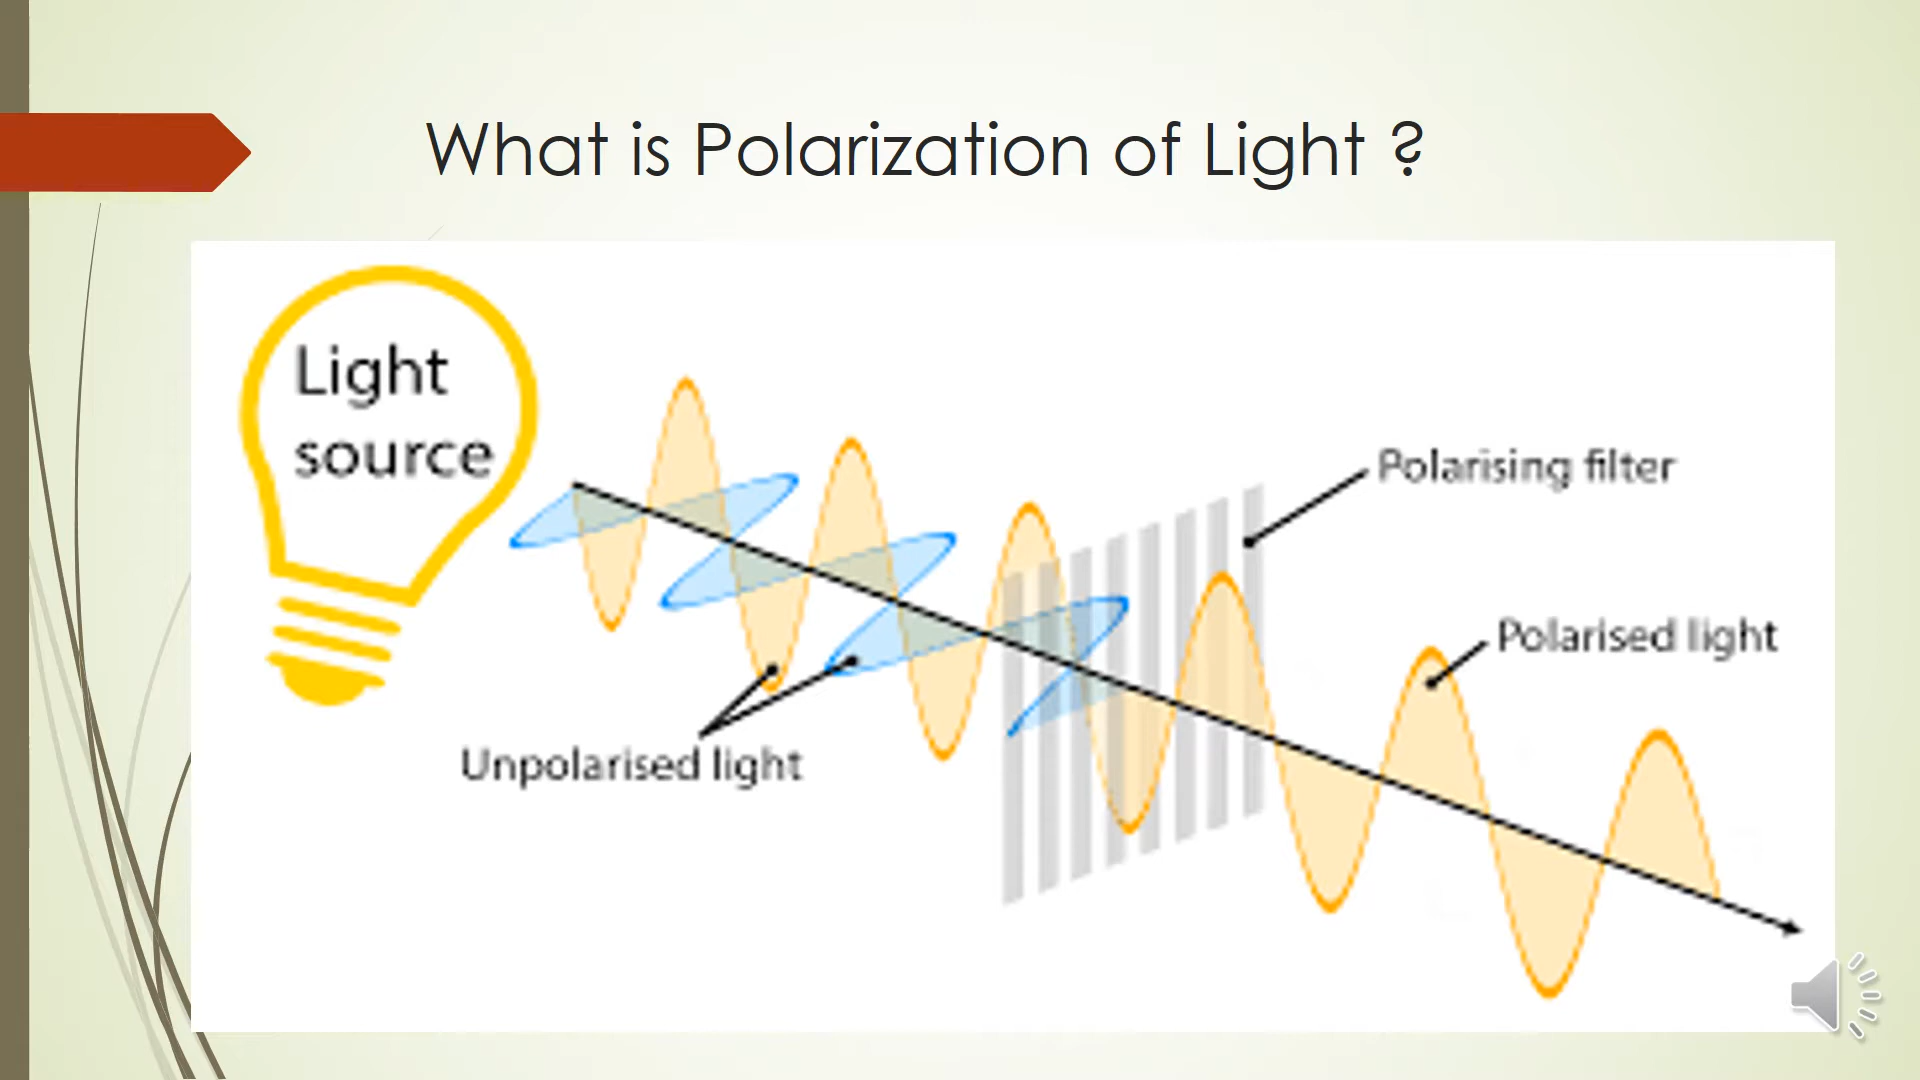 What is Polarization of Light ?
Light
source
Polarising filter
Polarised light
Unpolarised light